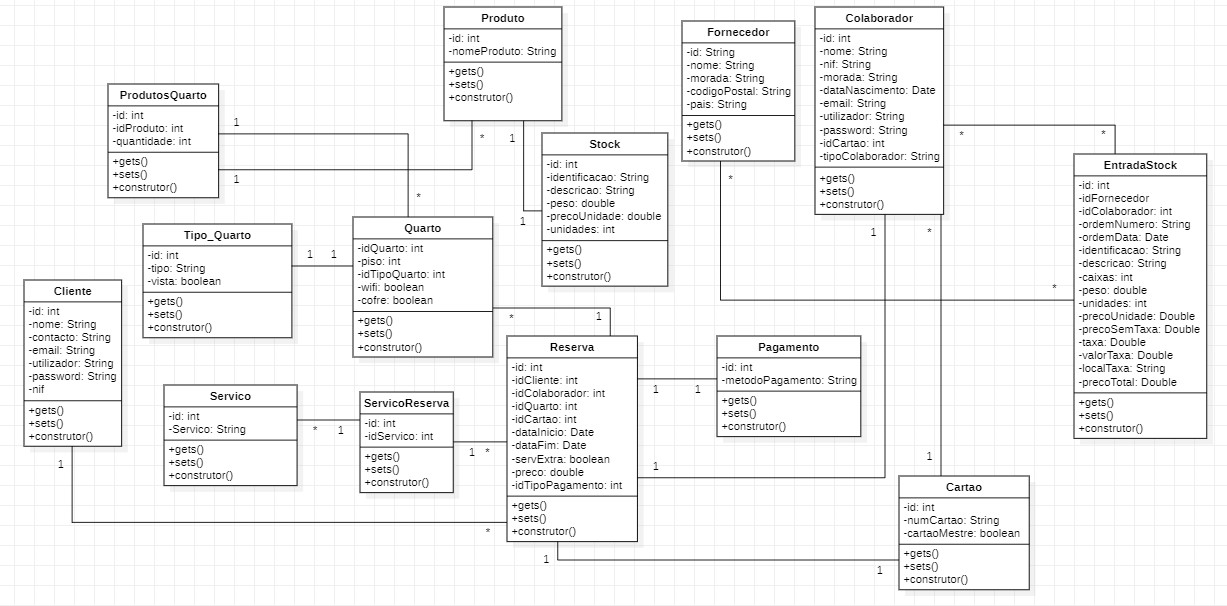 Produto
-id: int
-nomeProduto: String
+gets()
+sets()
+construtor()
Fornecedor
-id: String
-nome: String
-morada: String
-codigoPostal: String
-pais: String
+gets()
+sets()
+construtor()
Colaborador
-id: int
-nome: String
-nif: String
-morada: String
-dataNascimento: Date
-email: String
-utilizador: String
-password: String
-idCartao: int
-tipoColaborador: String
+gets()
+sets()
+construtor()
ProdutosQuarto
-id: int
-idProduto: int
-quantidade: int
+gets()
+sets()
+construtor()
1
*
1
*
1
1
*
*
*
Stock
-id: int
-identificacao: String
-descricao: String
-peso: double
-precoUnidade: double
-unidades: int
+gets()
+sets()
+construtor()
EntradaStock
-id: int
-idFornecedor
-idColaborador: int
-ordemNumero: String
-ordemData: Date
-identificacao: String
-descricao: String
-caixas: int
-peso: double
-unidades: int
-precoUnidade: Double
-precoSemTaxa: Double
-taxa: Double
-valorTaxa: Double
-localTaxa: String
-precoTotal: Double
+gets()
+sets()
+construtor()
Tipo_Quarto
-id: int
-tipo: String
-vista: boolean
+gets()
+sets()
+construtor()
1
1
Quarto
-idQuarto: int
-piso: int
-idTipoQuarto: int
-wifi: boolean
-cofre: boolean
+gets()
+sets()
+construtor()
1
*
*
*
1
Cliente
-id: int
-nome: String
-contacto: String
-email: String
-utilizador: String
-password: String
-nif
+gets()
+sets()
+construtor()
Reserva
-id: int
-idCliente: int
-idColaborador: int
-idQuarto: int
-idCartao: int
-dataInicio: Date
-dataFim: Date
-servExtra: boolean
-preco: double
-idTipoPagamento: int
+gets()
+sets()
+construtor()
Pagamento
-id: int
-metodoPagamento: String
+gets()
+sets()
+construtor()
1
1
Servico
-id: int
-Servico: String
+gets()
+sets()
+construtor()
*
1
ServicoReserva
-id: int
-idServico: int
+gets()
+sets()
+construtor()
1
*
1
1
1
*
1
1
Cartao
-id: int
-numCartao: String
-cartaoMestre: boolean
+gets()
+sets()
+construtor()